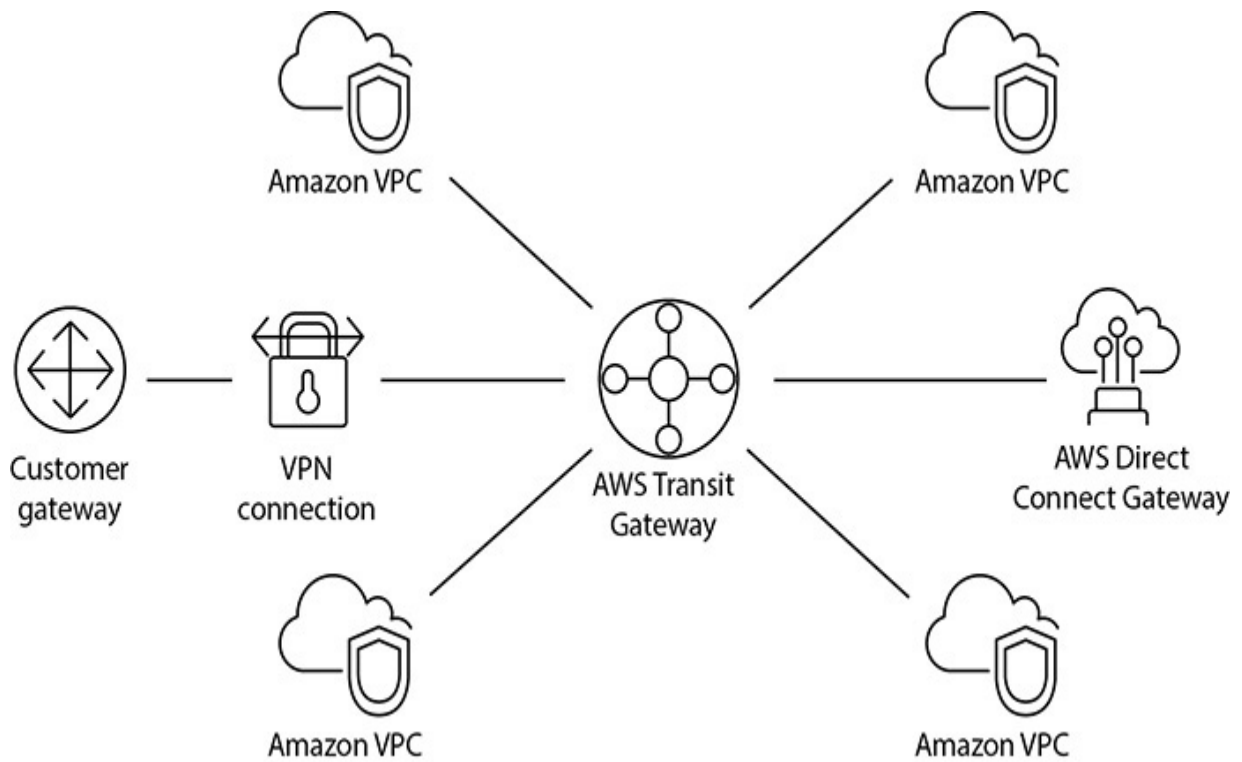 Amazon VPC
Amazon VPC
Customer
gateway
VPN
connection
AWS Transit
Gateway
AWS Direct
Connect Gateway
Amazon VPC
Amazon VPC